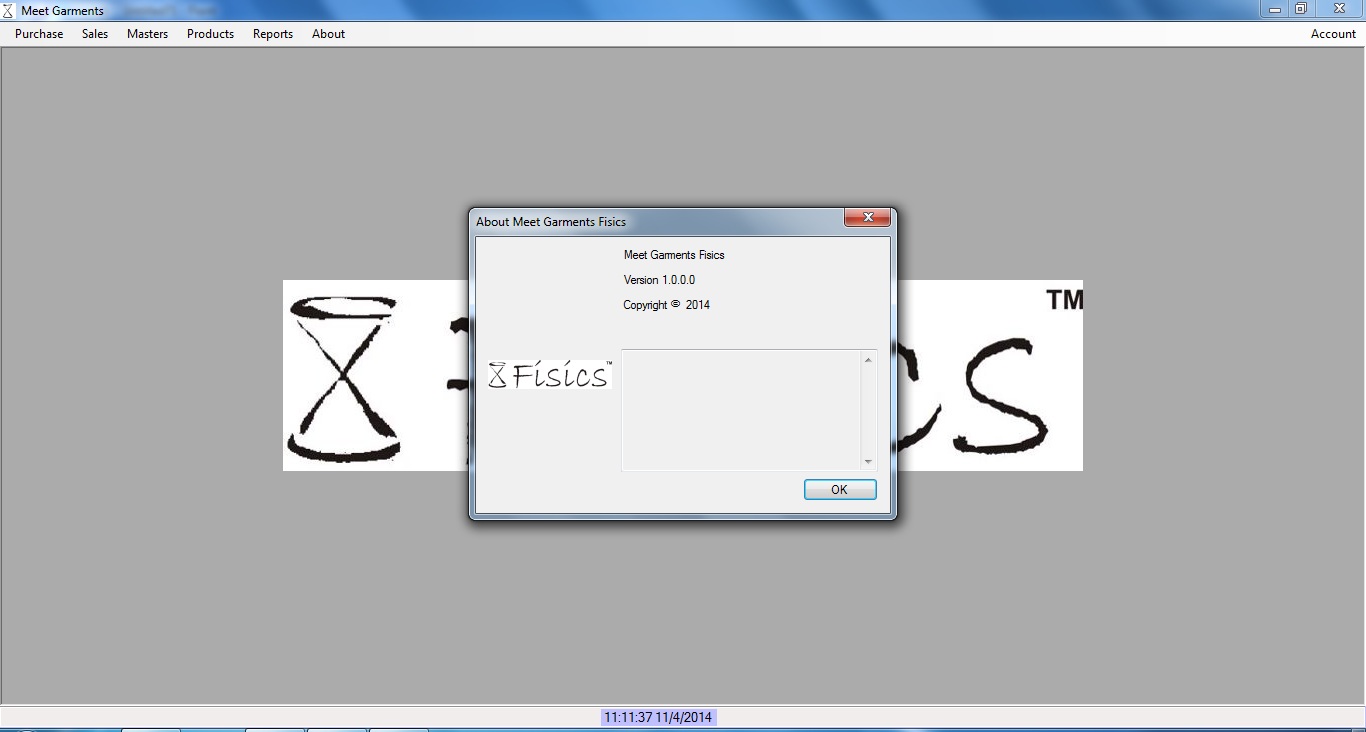 Meet Garments
Purchase Sales Masters Products Reports About Account
About Meet Garments Fisics
Meet Garments Fisics
Version 1.0.0.0
Copyright © 2014
Fisics™
TM
cs
OK
11:11:37 11/4/2014